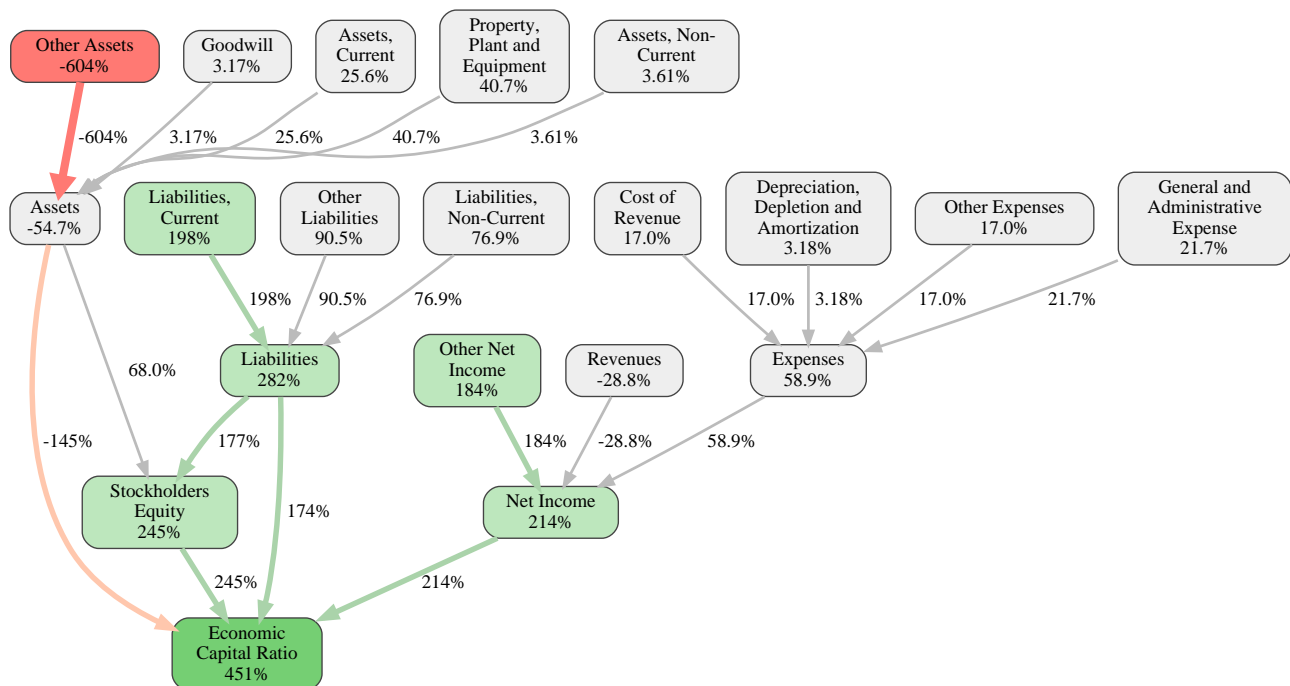 Other Assets
-604%
Goodwill
3.17%
Assets,
Current
25.6%
Property,
Plant and
Equipment
40.7%
Assets, Non-
Current
3.61%
-604%
3.17%
25.6%
40.7%
3.61%
Assets
-54.7%
Liabilities,
Current
198%
Other
Liabilities
90.5%
Liabilities,
Non-Current
76.9%
Cost of
Revenue
17.0%
Depreciation,
Depletion and
Amortization
3.18%
Other Expenses
17.0%
General and
Administrative
Expense
21.7%
198%
90.5%
76.9%
17.0%
3.18%
17.0%
21.7%
Liabilities
282%
Other Net
Income
184%
Revenues
-28.8%
Expenses
58.9%
68.0%
-145%
177%
184%
-28.8%
58.9%
Stockholders
Equity
245%
174%
Net Income
214%
245%
214%
Economic
Capital Ratio
451%